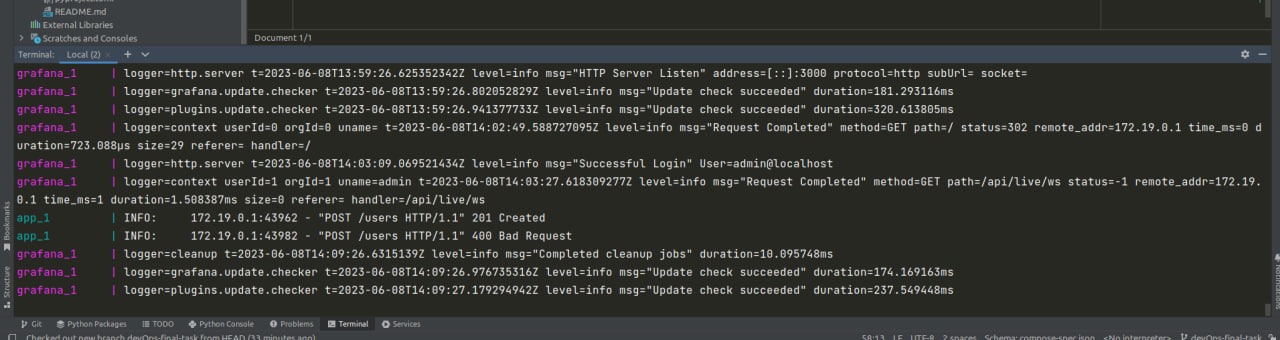 README.md
External Libraries
Scratches and Consoles
Document 1/1
Terminal: Local (2) × + 
grafana_1 | logger=http.server t=2023-06-08T13:59:26.625352342Z level=info msg="HTTP Server Listen" address=[::]:3000 protocol=http subUrl= socket=
grafana_1 | logger=grafana.update.checker t=2023-06-08T13:59:26.802052829Z level=info msg="Update check succeeded" duration=181.293116ms
grafana_1 | logger=plugins.update.checker t=2023-06-08T13:59:26.941377733Z level=info msg="Update check succeeded" duration=320.613805ms
grafana_1 | logger=context userId=0 orgId=0 uname= t=2023-06-08T14:02:49.588727095Z level=info msg="Request Completed" method=GET path=/ status=302 remote_addr=172.19.0.1 time_ms=0 d
uration=723.088µs size=29 referer= handler=/
grafana_1 | logger=http.server t=2023-06-08T14:03:09.069521434Z level=info msg="Successful Login" User=admin@localhost
grafana_1 | logger=context userId=1 orgId=1 uname=admin t=2023-06-08T14:03:27.618309277Z level=info msg="Request Completed" method=GET path=/api/live/ws status=-1 remote_addr=172.19.
0.1 time_ms=1 duration=1.508387ms size=0 referer= handler=/api/live/ws
app_1 | INFO: 172.19.0.1:43962 - "POST /users HTTP/1.1" 201 Created
app_1 | INFO: 172.19.0.1:43982 - "POST /users HTTP/1.1" 400 Bad Request
grafana_1 | logger=cleanup t=2023-06-08T14:09:26.6315139Z level=info msg="Completed cleanup jobs" duration=10.095748ms
grafana_1 | logger=grafana.update.checker t=2023-06-08T14:09:26.976735316Z level=info msg="Update check succeeded" duration=174.169163ms
grafana_1 | logger=plugins.update.checker t=2023-06-08T14:09:27.179294942Z level=info msg="Update check succeeded" duration=237.549448ms
Bookmarks
Structure
Notifications
Git Python Packages TODO Python Console Problems Terminal Services
Checked out new branch devOps-final-task from HEAD (33 minutes ago) 58:13 LF UTF-8 2 spaces Schema: compose-spec.json <No interpreter> devOps-final-task